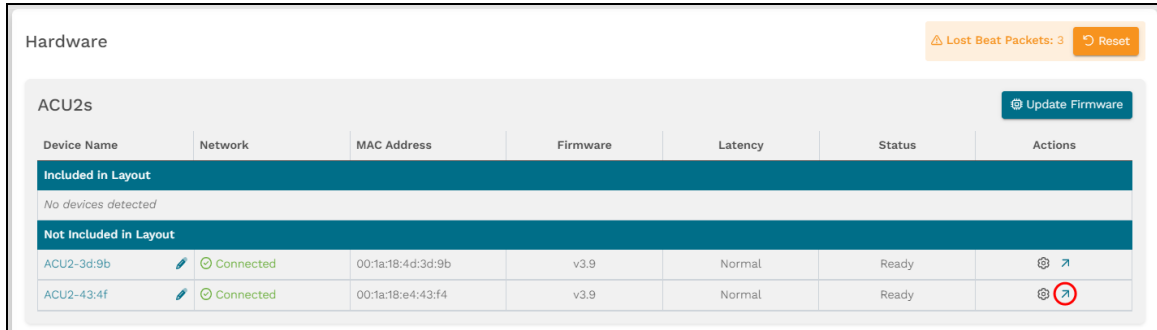 Hardware
Lost Beat Packets: 3 Reset
ACU2s
Update Firmware
Device Name Network MAC Address Firmware Latency Status Actions
Included in Layout
No devices detected
Not Included in Layout
ACU2-3d:9b Connected 00:1a:18:4d:3d:9b v3.9 Normal Ready
ACU2-43:4f Connected 00:1a:18:e4:43:f4 v3.9 Normal Ready